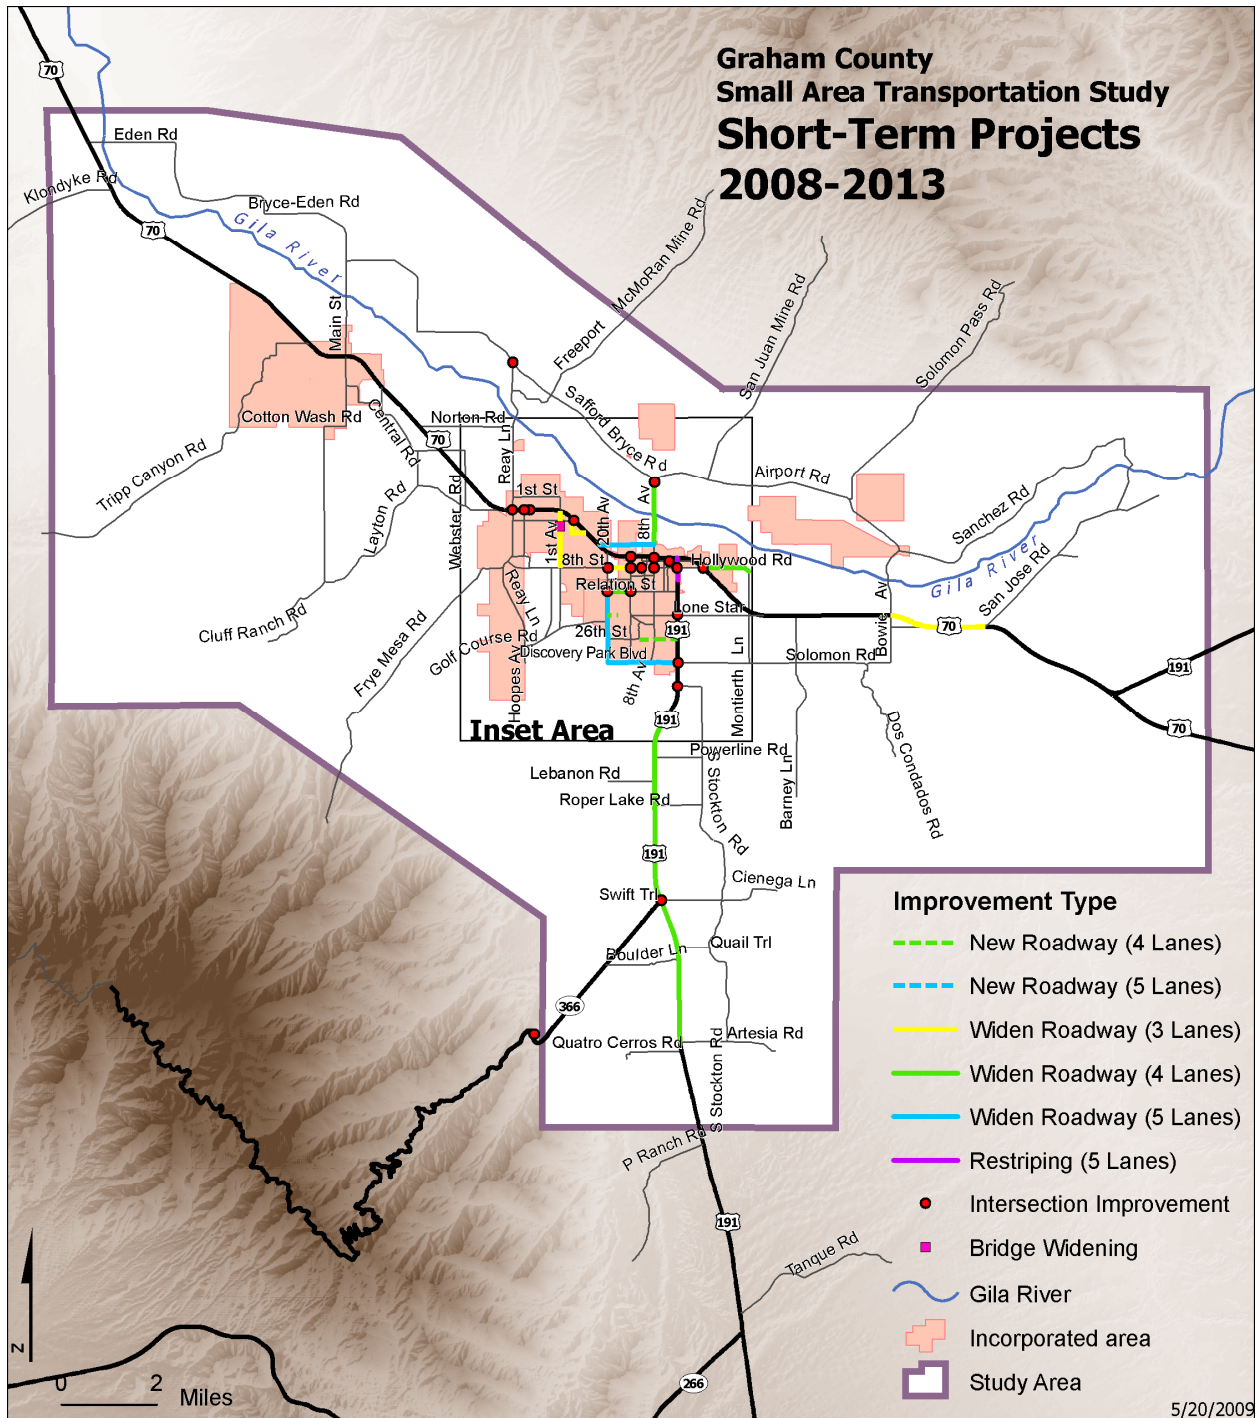 Graham County
Small Area Transportation Study
Short-Term Projects
2008-2013
70
Eden Rd
Klondyke Rd
Bryce-Eden Rd
70
Gila River
McMoRan Mine Rd
Freeport
San Juan Mine Rd
Solomon Pass Rd
Main St
Cotton Wash Rd
Central Rd
Norton Rd
70
Reay Ln
Safford Bryce Rd
Airport Rd
Tripp Canyon Rd
Layton Rd
Webster Rd
1st St
1st Av
20th Av
8th Av
Sanchez Rd
8th St
Hollywood Rd
Gila River
San Jose Rd
Relation St
Reay Ln
Lone Star
Bowie Av
Cluff Ranch Rd
Frye Mesa Rd
Golf Course Rd
26th St
191
70
Discovery Park Blvd
Solomon Rd
191
Hoopes Av
8th Av
Montierth Ln
191
70
Dos Condados Rd
Inset Area
Powerline Rd
Lebanon Rd
S Stockton Rd
Barney Ln
Roper Lake Rd
191
Swift Trl
Cienega Ln
Boulder Ln
Quail Trl
366
Quatro Cerros Rd
Artesia Rd
S Stockton Rd
P Ranch Rd
191
Tanque Rd
266
Improvement Type
New Roadway (4 Lanes)
New Roadway (5 Lanes)
Widen Roadway (3 Lanes)
Widen Roadway (4 Lanes)
Widen Roadway (5 Lanes)
Restriping (5 Lanes)
Intersection Improvement
Bridge Widening
Gila River
Incorporated area
Study Area
N
0 2
Miles
5/20/2009